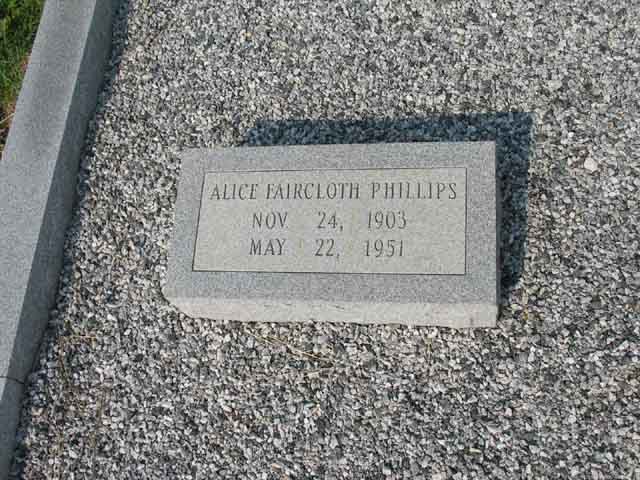 ALICE FAIRCLOTH PHILLIPS
NOV 24, 1903
MAY 22, 1951